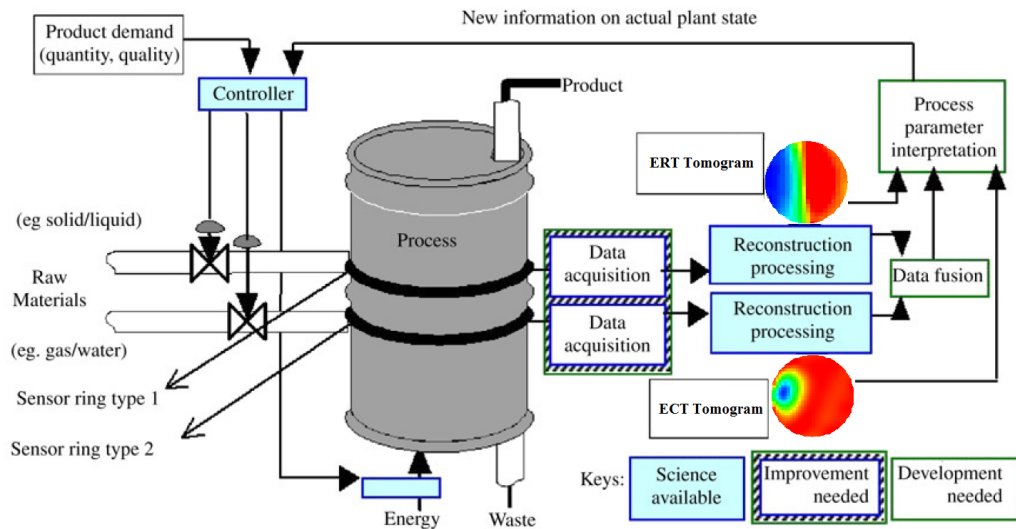 New information on actual plant state
Product demand
(quantity, quality)
Controller
Product
Process
parameter
interpretation
ERT Tomogram
(eg solid/liquid)
Process
Data
acquisition
Reconstruction
processing
Raw
Materials
Data fusion
Data
acquisition
Reconstruction
processing
(eg. gas/water)
Sensor ring type 1
ECT Tomogram
Sensor ring type 2
Keys:
Science
available
Improvement
needed
Development
needed
Energy
Waste